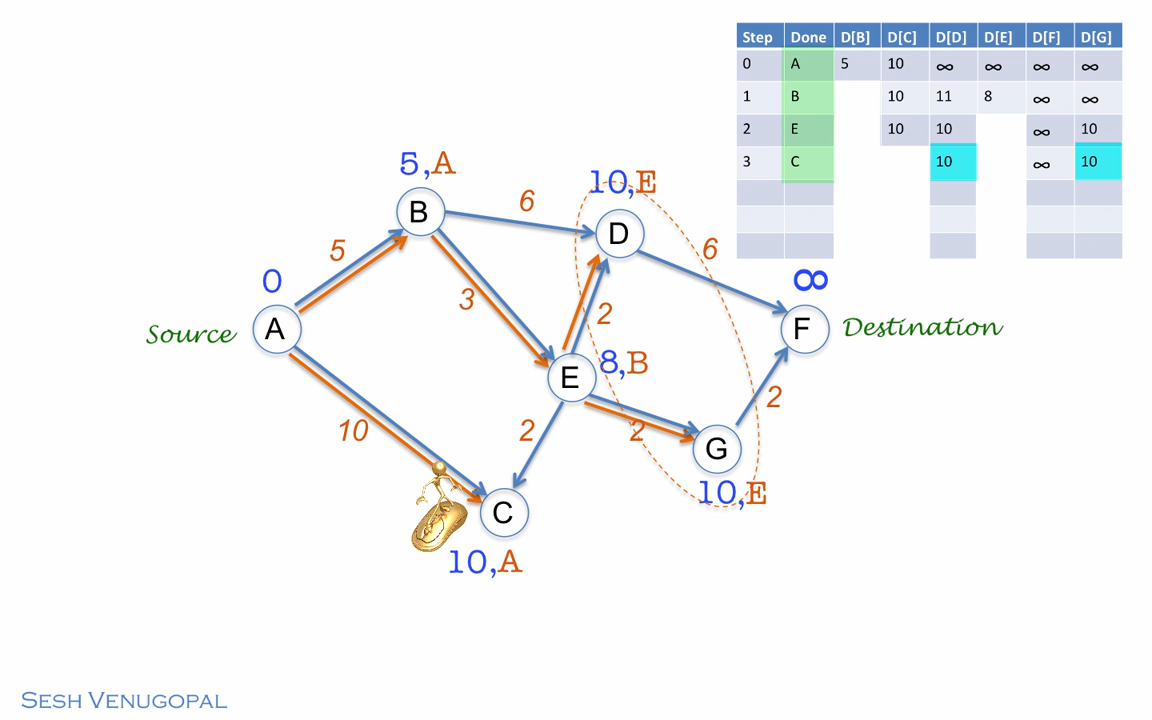 Step Done D[B] D[C] D[D] D[E] D[F] D[G]
0 A 5 10 ∞ ∞ ∞ ∞
1 B 10 11 8 ∞ ∞
2 E 10 10 ∞ 10
3 C 10 ∞ 10
5,A
10,E
B
6
D
6
5
0
3
2
8
A
Source
F
Destination
E
8,B
10
2
2
2
G
10,E
C
10,A
SESH VENUGOPAL